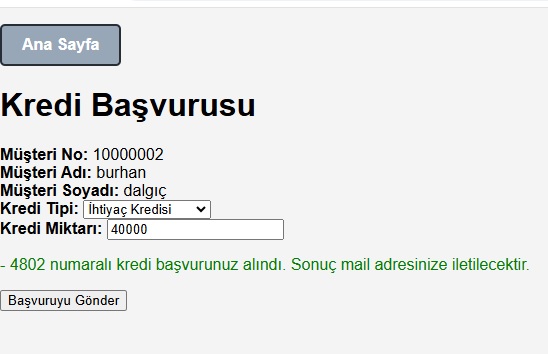 Ana Sayfa
Kredi Başvurusu
Müşteri No: 10000002
Müşteri Adı: burhan
Müşteri Soyadı: dalgıç
Kredi Tipi: İhtiyaç Kredisi
Kredi Miktarı: 40000
- 4802 numaralı kredi başvurunuz alındı. Sonuç mail adresinize iletilecektir.
Başvuruyu Gönder